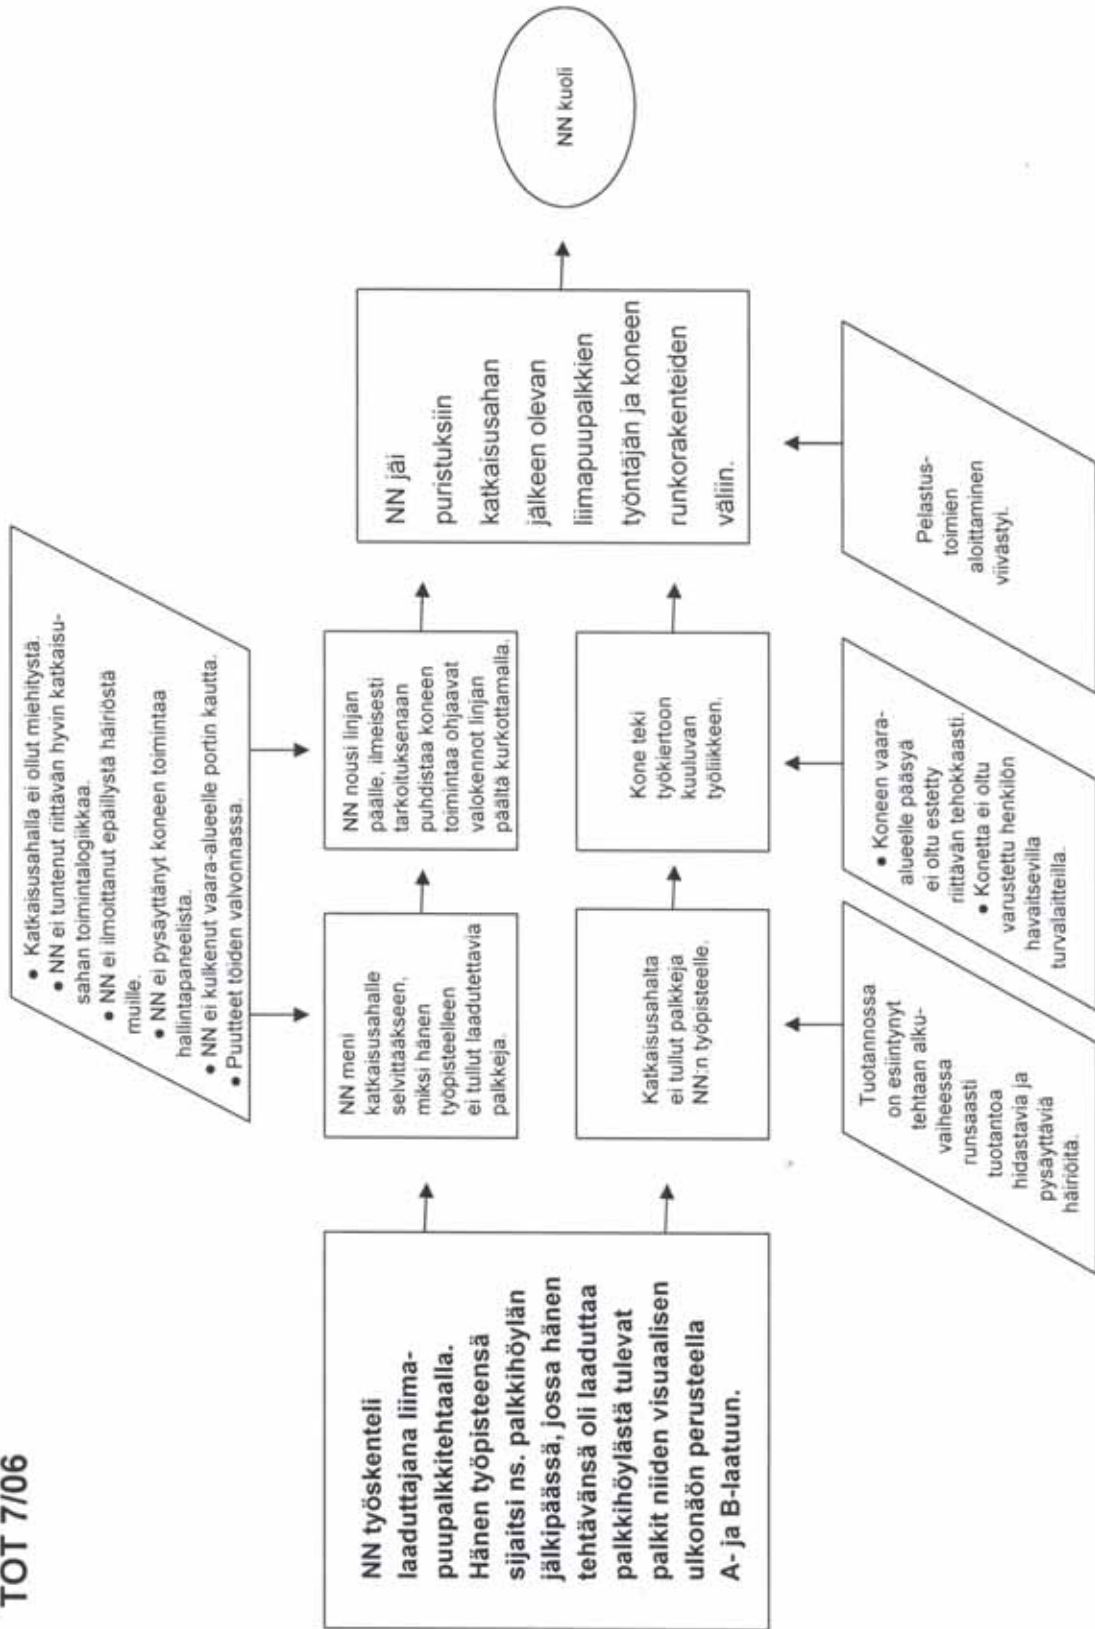 TOT 7/06
NN työskenteli
laaduttajana liima-
puupalkkitehtaalla.
Hänen työpisteensä
sijaitsi ns. palkkihöylän
jälkipäässä, jossa hänen
tehtävänsä oli laaduttaa
palkkihöylästä tulevat
palkit niiden visuaalisen
ulkonäön perusteella
A- ja B-laatuun.
• Katkaisusahalla ei ollut miehitystä.
• NN ei tuntenut riittävän hyvin katkaisu-
sahan toimintalogiikkaa.
• NN ei ilmoittanut epäillystä häiriöstä
muille.
• NN ei pysäyttänyt koneen toimintaa
hallintapaneelista.
• NN ei kulkenut vaara-alueelle portin kautta.
• Puutteet töiden valvonnassa.
NN meni
katkaisusahalle
selvittääkseen,
miksi hänen
työpisteelleen
ei tullut laadutettavia
palkkeja.
NN nousi linjan
päälle, ilmeisesti
tarkoituksenaan
puhdistaa koneen
toimintaa ohjaavat
valokennot linjan
päältä kurkottamalla.
Katkaisusahalta
ei tullut palkkeja
NN:n työpisteelle.
Kone teki
työkiertoon
kuuluvan
työliikkeen.
NN jäi
puristuksiin
katkaisusahan
jälkeen olevan
liimapuupalkkien
työntäjän ja koneen
runkorakenteiden
väliin.
NN kuoli
Tuotannossa
on esiintynyt
tehtaan alku-
vaiheessa
runsaasti
tuotantoa
hidastavia ja
pysäyttäviä
häiriöitä.
• Koneen vaara-
alueelle pääsyä
ei oltu estetty
riittävän tehokkaasti.
• Konetta ei oltu
varustettu henkilön
havaitsevilla
turvalaitteilla.
Pelastus-
toimien
aloittaminen
viivästyi.